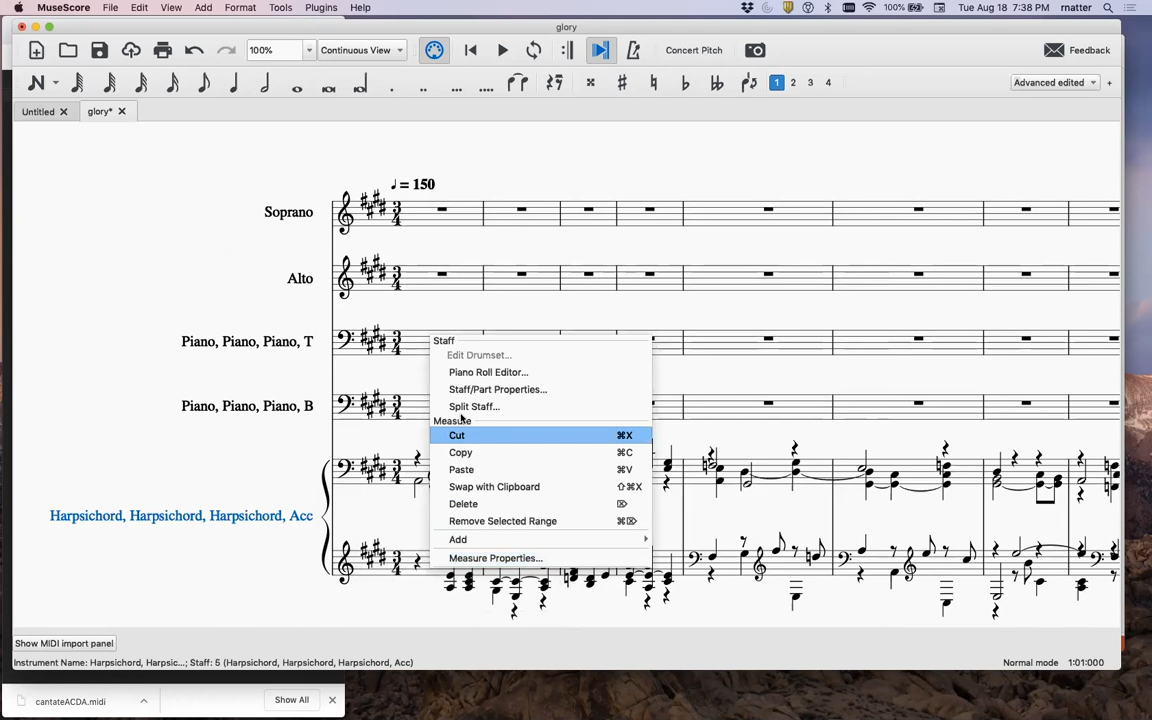 MuseScore File Edit View Add Format Tools Plugins Help 100% Tue Aug 18 7:38 PM rnatter
glory
100% Continuous View Concert Pitch Feedback
1 2 3 4 Advanced edited +
Untitled glory*
= 150
Soprano
Alto
Piano, Piano, Piano, T
Piano, Piano, Piano, B
Harpsichord, Harpsichord, Harpsichord, Acc
Staff
Edit Drumset...
Piano Roll Editor...
Staff/Part Properties...
Split Staff...
Measure
Cut ⌘X
Copy ⌘C
Paste ⌘V
Swap with Clipboard ⇧⌘X
Delete ⌦
Remove Selected Range ⌘⌦
Add
Measure Properties...
Show MIDI import panel
Instrument Name: Harpsichord, Harpsic...; Staff: 5 (Harpsichord, Harpsichord, Harpsichord, Acc) Normal mode 1:01:000
cantateACDA.midi Show All